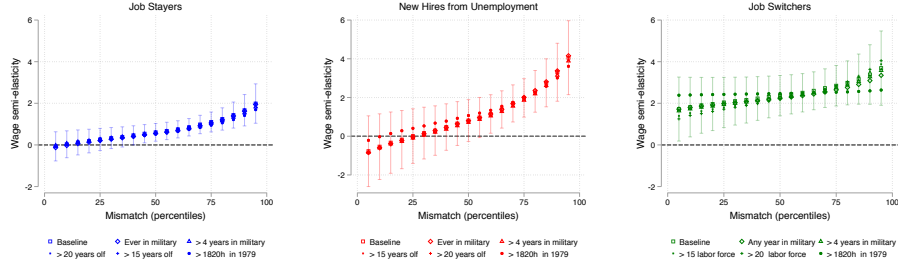 Job Stayers
Wage semi-elasticity
6
4
2
0
-2
0 25 50 75 100
Mismatch (percentiles)
Baseline Ever in military > 4 years in military
> 20 years olf > 15 years olf > 1820h in 1979
New Hires from Unemployment
Wage semi-elasticity
6
4
2
0
-2
0 25 50 75 100
Mismatch (percentiles)
Baseline Ever in military > 4 years in military
> 15 years olf > 20 years olf > 1820h in 1979
Job Switchers
Wage semi-elasticity
6
4
2
0
-2
0 25 50 75 100
Mismatch (percentiles)
Baseline Any year in military > 4 years in military
> 15 labor force > 20 labor force > 1820h in 1979